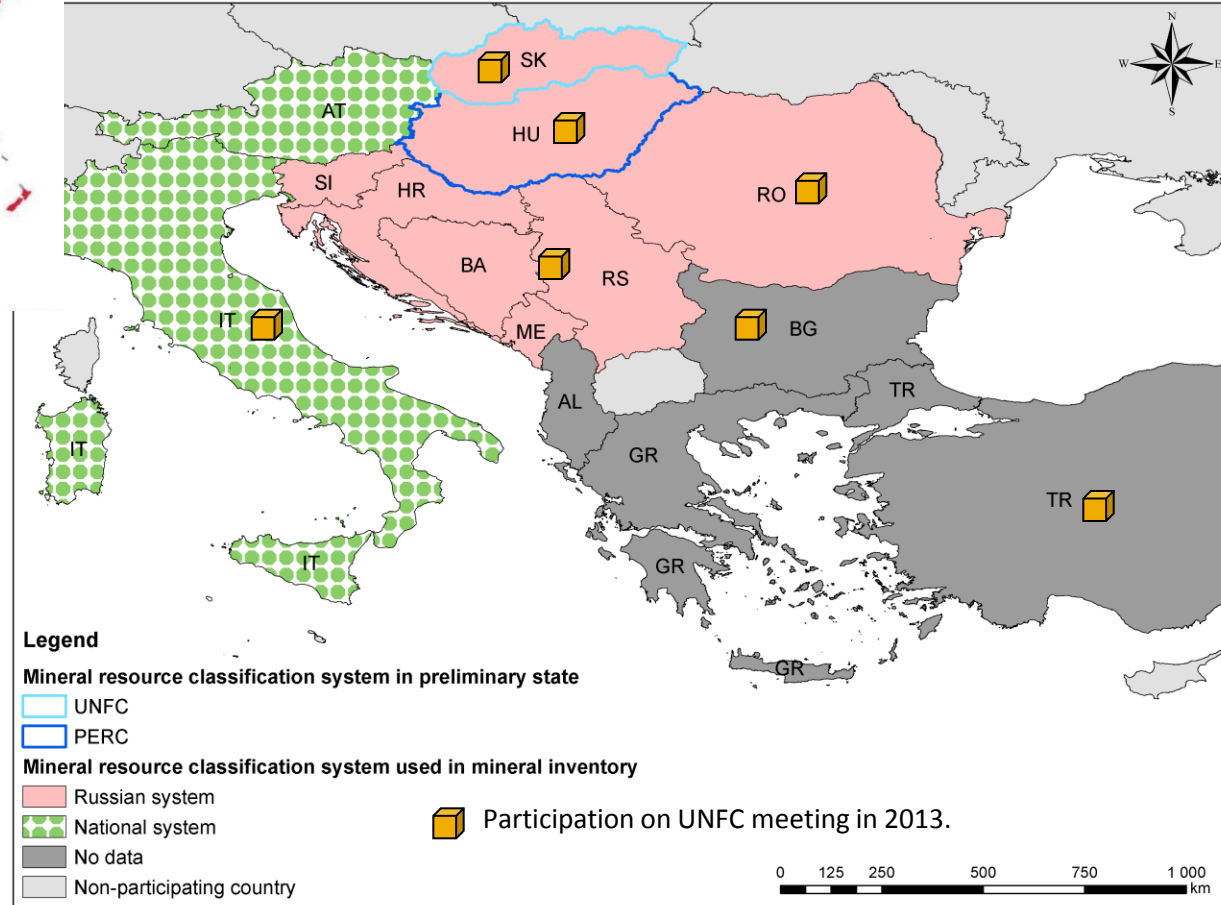 N
W E
S
SK
AT
HU
SI
HR
RO
BA
RS
ME
IT
BG
AL
TR
GR
IT
TR
IT
GR
GR
Legend
Mineral resource classification system in preliminary state
UNFC
PERC
Mineral resource classification system used in mineral inventory
Russian system
National system
No data
Non-participating country
Participation on UNFC meeting in 2013.
0 125 250 500 750 1 000
km